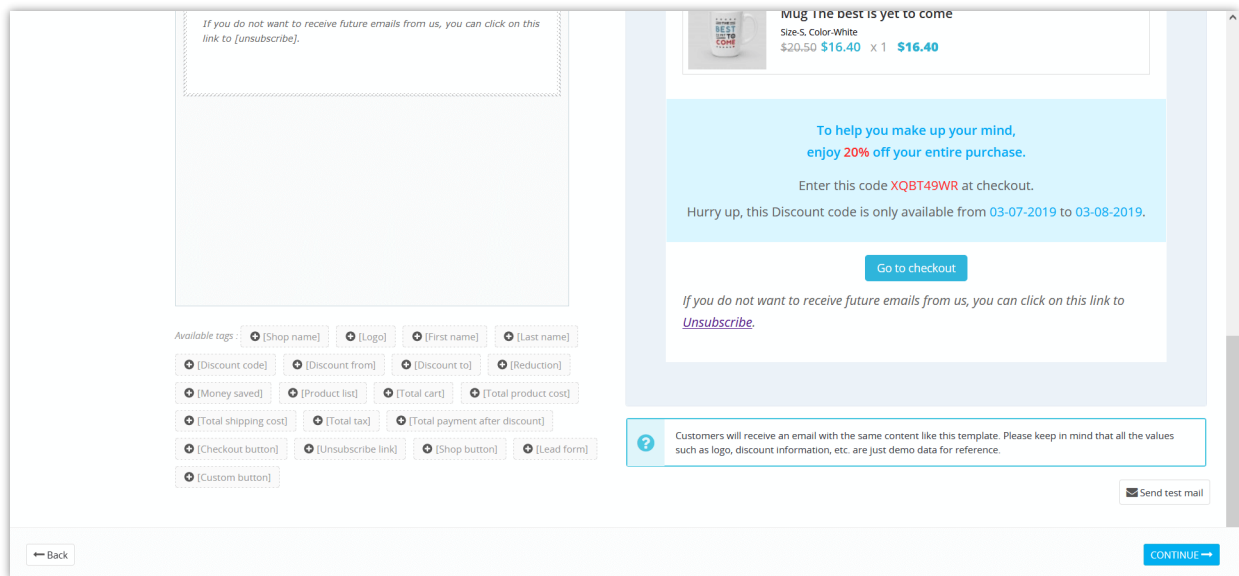 If you do not want to receive future emails from us, you can click on this
link to [unsubscribe].
Mug The best is yet to come
Size-S, Color-White
$20.50 $16.40 x 1 $16.40
BEST
COME
To help you make up your mind,
enjoy 20% off your entire purchase.
Enter this code XQBT49WR at checkout.
Hurry up, this Discount code is only available from 03-07-2019 to 03-08-2019.
Go to checkout
If you do not want to receive future emails from us, you can click on this link to
Unsubscribe.
Available tags : [Shop name] [Logo] [First name] [Last name]
[Discount code] [Discount from] [Discount to] [Reduction]
[Money saved] [Product list] [Total cart] [Total product cost]
[Total shipping cost] [Total tax] [Total payment after discount]
[Checkout button] [Unsubscribe link] [Shop button] [Lead form]
[Custom button]
Customers will receive an email with the same content like this template. Please keep in mind that all the values
such as logo, discount information, etc. are just demo data for reference.
Send test mail
Back
CONTINUE